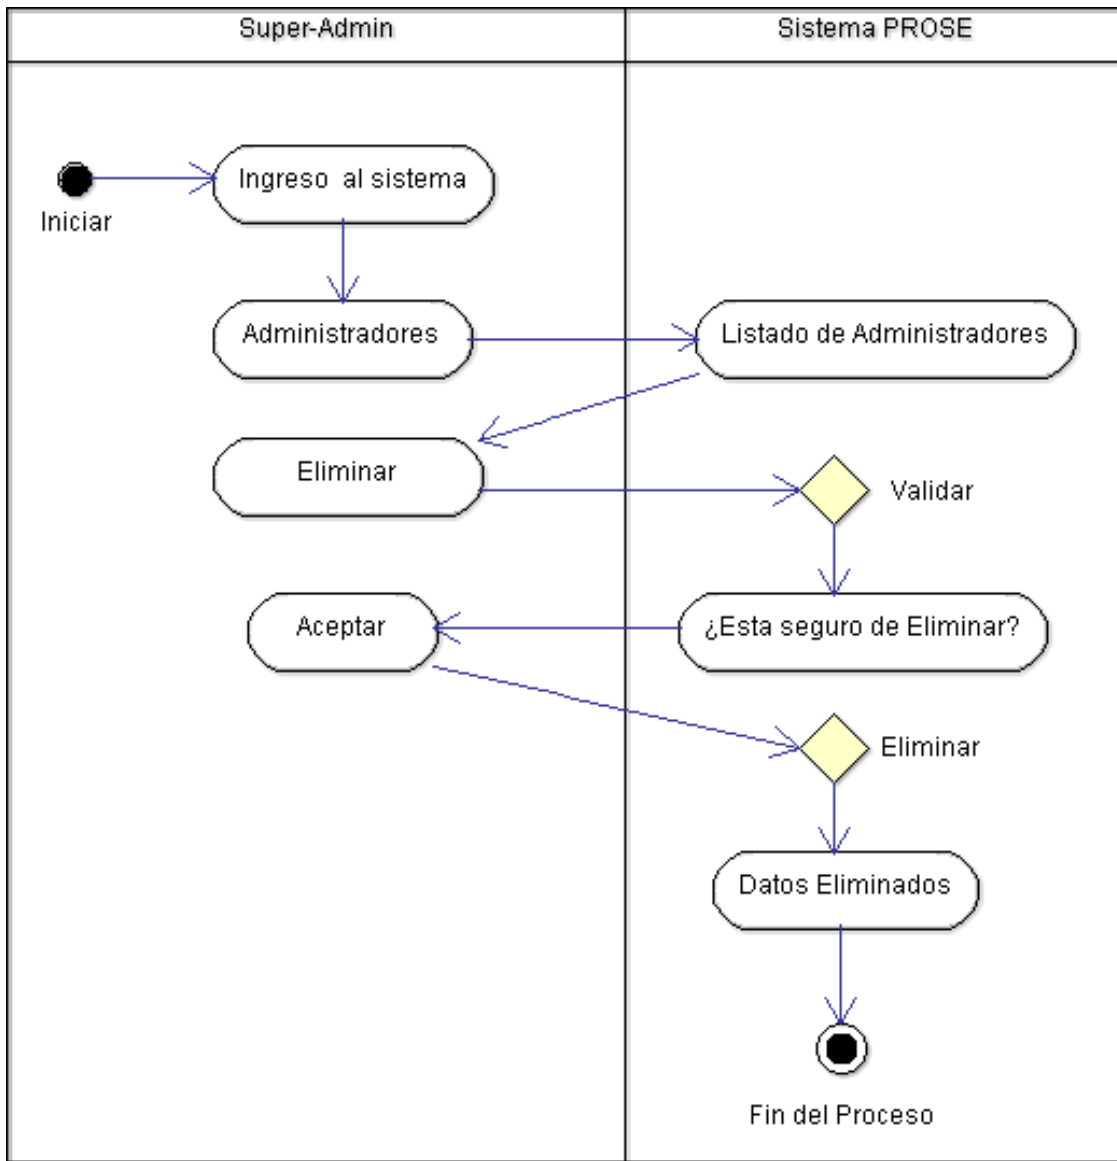 Super-Admin
Sistema PROSE
Iniciar
Ingreso al sistema
Administradores
Listado de Administradores
Eliminar
Validar
¿Esta seguro de Eliminar?
Aceptar
Eliminar
Datos Eliminados
Fin del Proceso